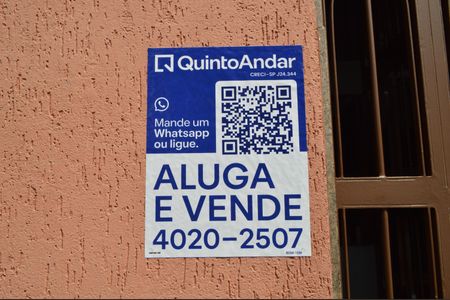 QuintoAndar
CRECI-SP J24.344
Mande um
Whatsapp
ou ligue.
ALUGA
E VENDE
4020-2507